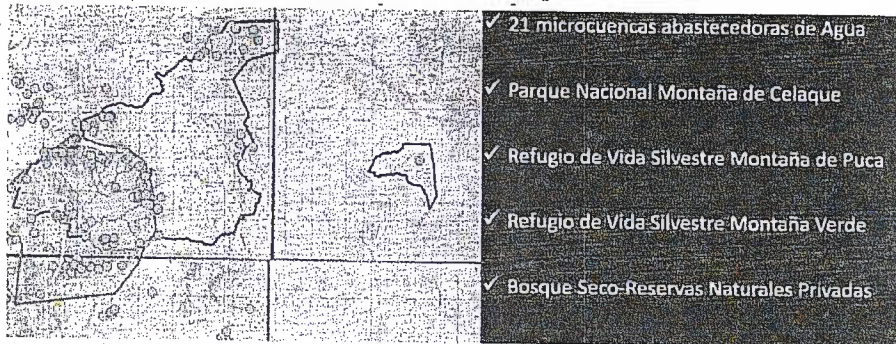 ✓ 21 microcuencas abastecedoras de Agua
✓ Parque Nacional Montaña de Celaque
✓ Refugio de Vida Silvestre Montaña de Puca
✓ Refugio de Vida Silvestre Montaña Verde
✓ Bosque Seco-Reservas Naturales Privadas